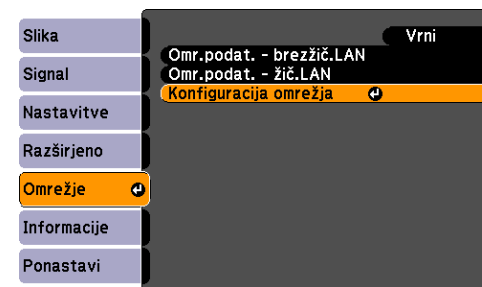 Slika
Signal
Nastavitve
Razširjeno
Omrežje
Informacije
Ponastavi
Vrni
Omr.podat. - brezžič.LAN
Omr.podat. - žič.LAN
Konfiguracija omrežja